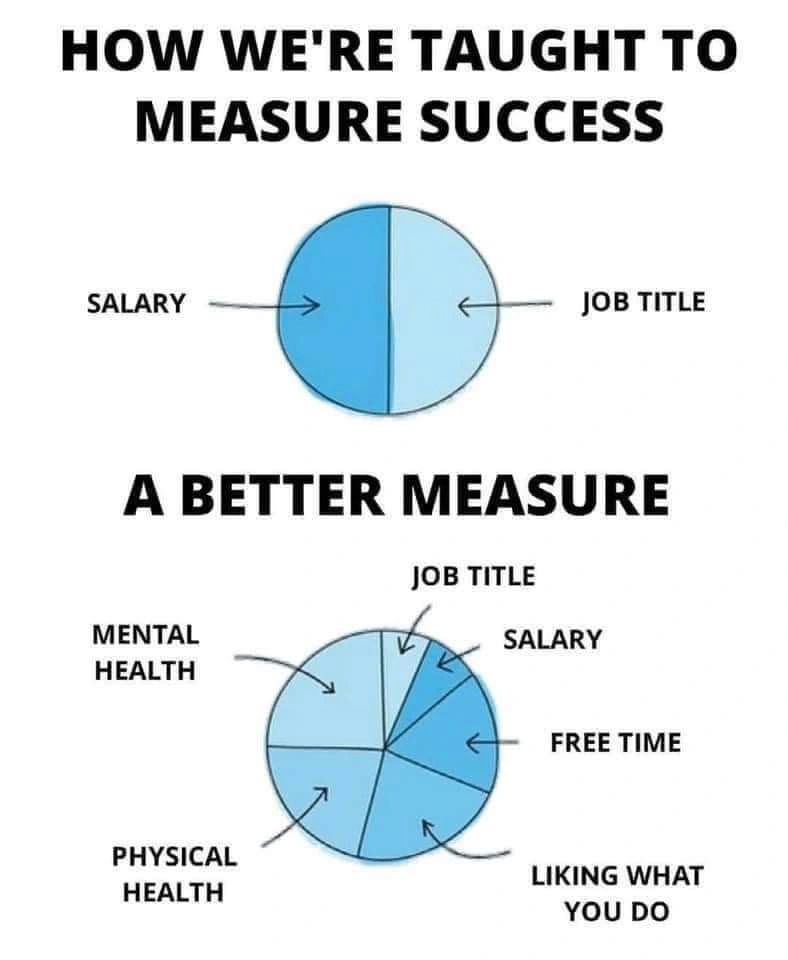 HOW WE'RE TAUGHT TO
MEASURE SUCCESS
SALARY
JOB TITLE
A BETTER MEASURE
JOB TITLE
MENTAL
HEALTH
SALARY
FREE TIME
PHYSICAL
HEALTH
LIKING WHAT
YOU DO